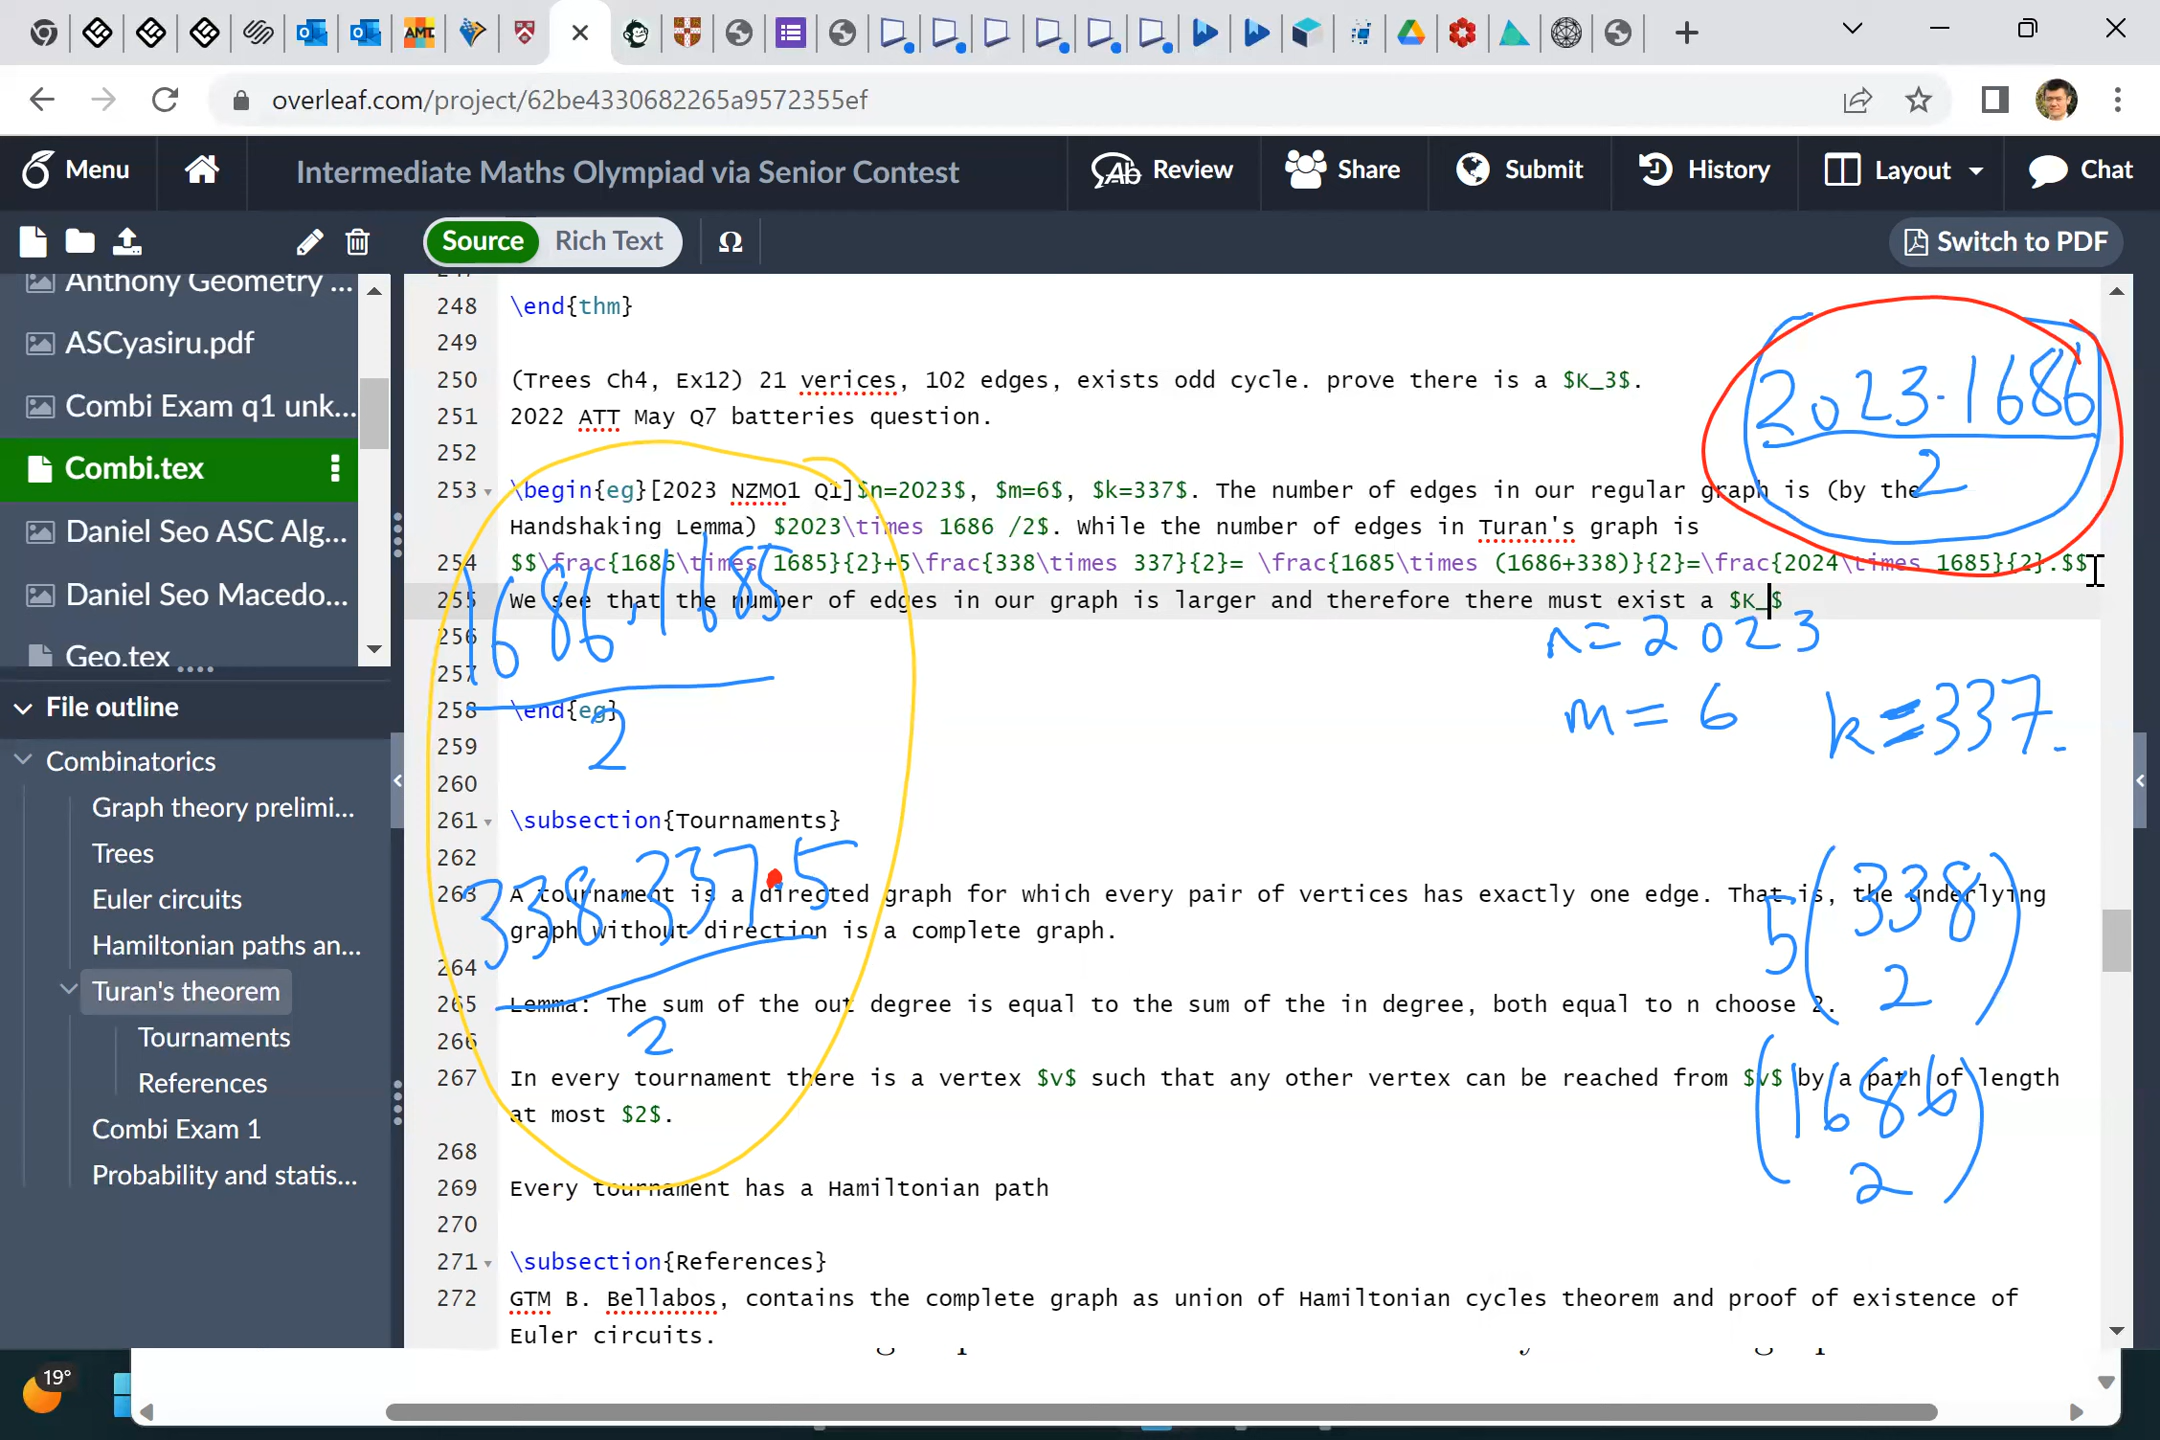 overleaf.com/project/62be4330682265a9572355ef
Menu
Intermediate Maths Olympiad via Senior Contest
Review
Share
Submit
History
Layout
Chat
Source
Rich Text
Ω
Switch to PDF
Anthony Geometry ...
ASCyasiru.pdf
Combi Exam q1 unk...
Combi.tex
Daniel Seo ASC Alg...
Daniel Seo Macedo...
Geo.tex
File outline
Combinatorics
Graph theory prelimi...
Trees
Euler circuits
Hamiltonian paths an...
Turan's theorem
Tournaments
References
Combi Exam 1
Probability and statis...
248 \end{thm}
249
250 (Trees Ch4, Ex12) 21 verices, 102 edges, exists odd cycle. prove there is a $K_3$.
251 2022 ATT May Q7 batteries question.
252
253 \begin{eg}[2023 NZMO1 Q1]$n=2023$, $m=6$, $k=337$. The number of edges in our regular graph is (by the
Handshaking Lemma) $2023\times 1686 /2$. While the number of edges in Turan's graph is
254 $$\frac{1686\times 1685}{2}+5\frac{338\times 337}{2}= \frac{1685\times (1686+338)}{2}=\frac{2024\times 1685}{2}.$$
255 We see that the number of edges in our graph is larger and therefore there must exist a $K_$
256
257
258 \end{eg}
259
260
261 \subsection{Tournaments}
262
263 A tournament is a directed graph for which every pair of vertices has exactly one edge. That is, the underlying
graph without direction is a complete graph.
264
265 Lemma: The sum of the out degree is equal to the sum of the in degree, both equal to n choose 2.
266
267 In every tournament there is a vertex $v$ such that any other vertex can be reached from $v$ by a path of length
at most $2$.
268
269 Every tournament has a Hamiltonian path
270
271 \subsection{References}
272 GTM B. Bellabos, contains the complete graph as union of Hamiltonian cycles theorem and proof of existence of
Euler circuits.
2023·1686
2
1686·1685
2
n=2023
m=6 k=337.
338·337·5
2
5(338
2)
(1686
2)
19°